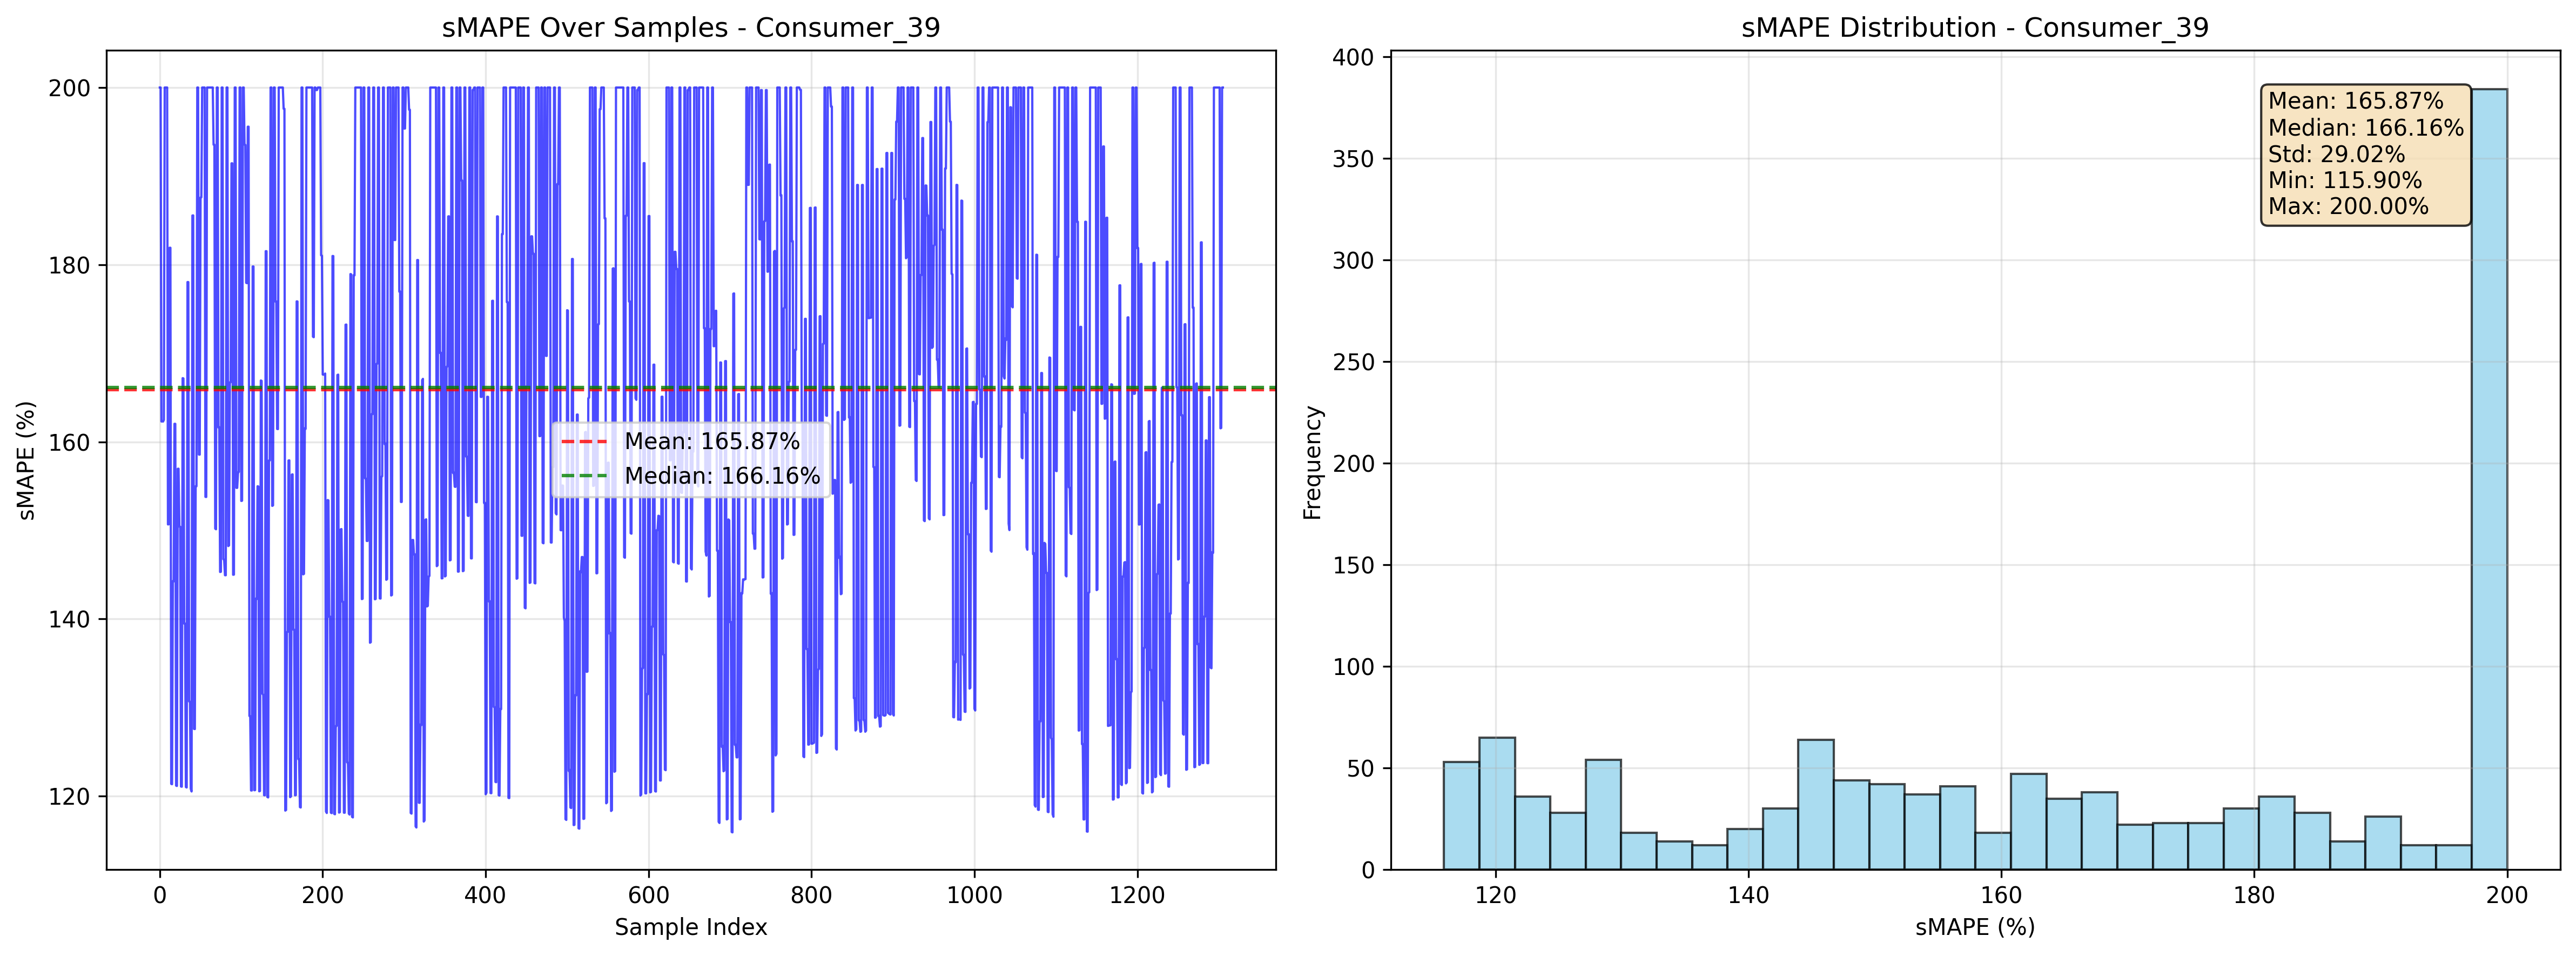 sMAPE Over Samples - Consumer_39
sMAPE (%)
200
180
160
140
120
Mean: 165.87%
Median: 166.16%
0
200
400
600
800
1000
1200
Sample Index
sMAPE Distribution - Consumer_39
Frequency
400
350
300
250
200
150
100
50
0
Mean: 165.87%
Median: 166.16%
Std: 29.02%
Min: 115.90%
Max: 200.00%
120
140
160
180
200
sMAPE (%)